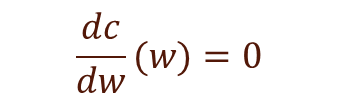 dc/dw (w) = 0